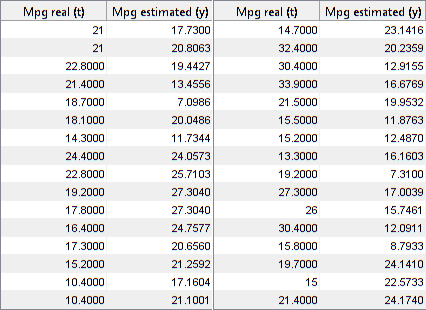 Mpg real (t) Mpg estimated (y) Mpg real (t) Mpg estimated (y)
21 17.7300 14.7000 23.1416
21 20.8063 32.4000 20.2359
22.8000 19.4427 30.4000 12.9155
21.4000 13.4556 33.9000 16.6769
18.7000 7.0986 21.5000 19.9532
18.1000 20.0486 15.5000 11.8763
14.3000 11.7344 15.2000 12.4870
24.4000 24.0573 13.3000 16.1603
22.8000 25.7103 19.2000 7.3100
19.2000 27.3040 27.3000 17.0039
17.8000 27.3040 26 15.7461
16.4000 24.7577 30.4000 12.0911
17.3000 20.6560 15.8000 8.7933
15.2000 21.2592 19.7000 24.1410
10.4000 17.1604 15 22.5733
10.4000 21.1001 21.4000 24.1740